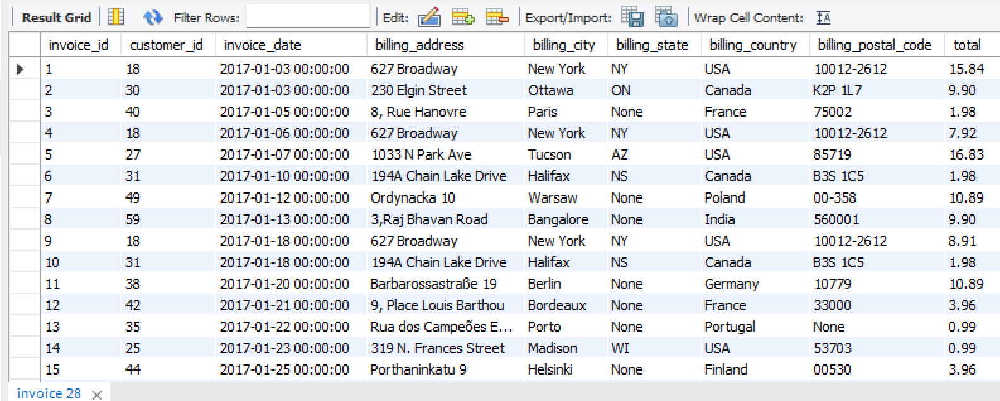 Result Grid Filter Rows: Edit: Export/Import: Wrap Cell Content: IA
invoice_id customer_id invoice_date billing_address billing_city billing_state billing_country billing_postal_code total
1 18 2017-01-03 00:00:00 627 Broadway New York NY USA 10012-2612 15.84
2 30 2017-01-03 00:00:00 230 Elgin Street Ottawa ON Canada K2P 1L7 9.90
3 40 2017-01-05 00:00:00 8, Rue Hanovre Paris None France 75002 1.98
4 18 2017-01-06 00:00:00 627 Broadway New York NY USA 10012-2612 7.92
5 27 2017-01-07 00:00:00 1033 N Park Ave Tucson AZ USA 85719 16.83
6 31 2017-01-10 00:00:00 194A Chain Lake Drive Halifax NS Canada B3S 1C5 1.98
7 49 2017-01-12 00:00:00 Ordynacka 10 Warsaw None Poland 00-358 10.89
8 59 2017-01-13 00:00:00 3,Raj Bhavan Road Bangalore None India 560001 9.90
9 18 2017-01-18 00:00:00 627 Broadway New York NY USA 10012-2612 8.91
10 31 2017-01-18 00:00:00 194A Chain Lake Drive Halifax NS Canada B3S 1C5 1.98
11 38 2017-01-20 00:00:00 Barbarossastraße 19 Berlin None Germany 10779 10.89
12 42 2017-01-21 00:00:00 9, Place Louis Barthou Bordeaux None France 33000 3.96
13 35 2017-01-22 00:00:00 Rua dos Campeões E... Porto None Portugal None 0.99
14 25 2017-01-23 00:00:00 319 N. Frances Street Madison WI USA 53703 0.99
15 44 2017-01-25 00:00:00 Porthaninkatu 9 Helsinki None Finland 00530 3.96
invoice 28